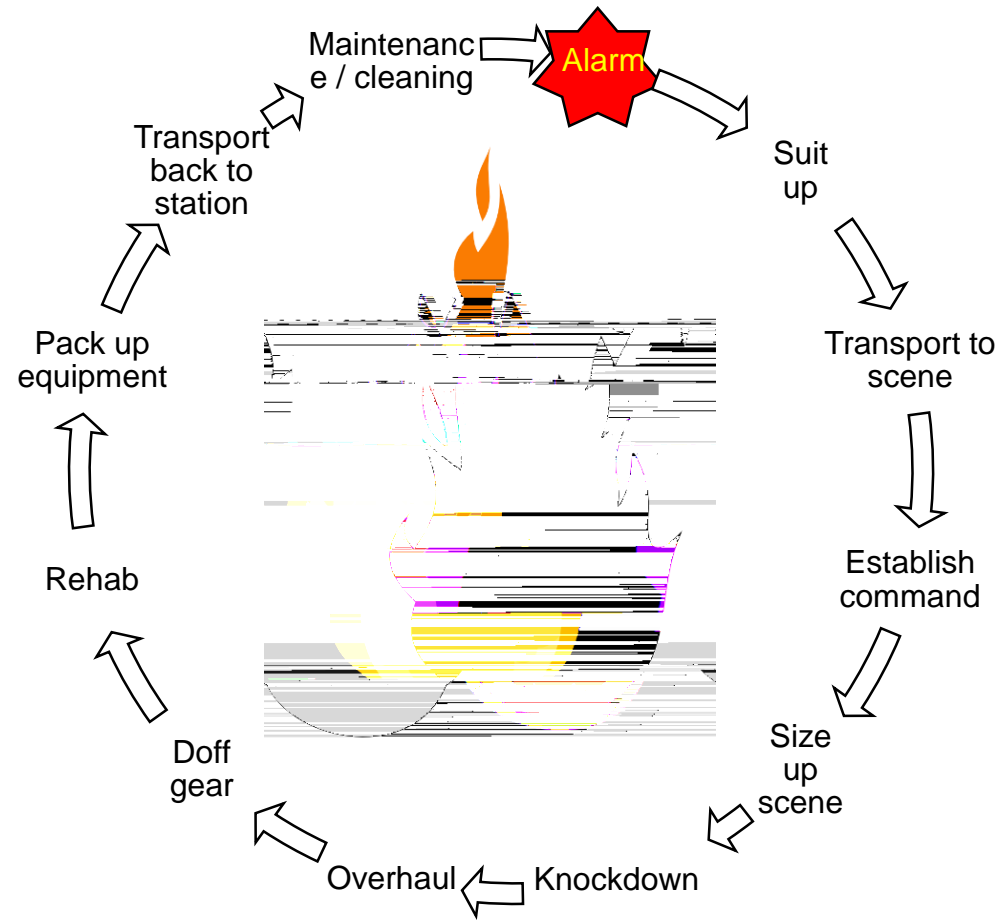 Maintenanc
e / cleaning
Alarm
Suit
up
Transport to
scene
Establish
command
Size
up
scene
Knockdown
Overhaul
Doff
gear
Rehab
Pack up
equipment
Transport
back to
station